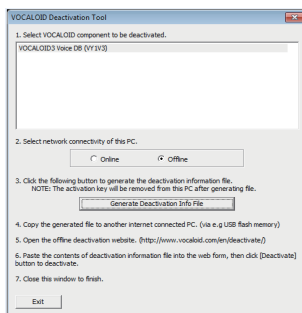 VOCALOID Deactivation Tool
1. Select VOCALOID component to be deactivated.
VOCALOID3 Voice DB (VY1V3)
2. Select network connectivity of this PC.
Online Offline
3. Click the following button to generate the deactivation information file.
NOTE: The activation key will be removed from this PC after generating file.
Generate Deactivation Info File
4. Copy the generated file to another internet connected PC. (via e.g USB flash memory)
5. Open the offline deactivation website. (http://www.vocaloid.com/en/deactivate/)
6. Paste the contents of deactivation information file into the web form, then click [Deactivate]
button to deactivate.
7. Close this window to finish.
Exit